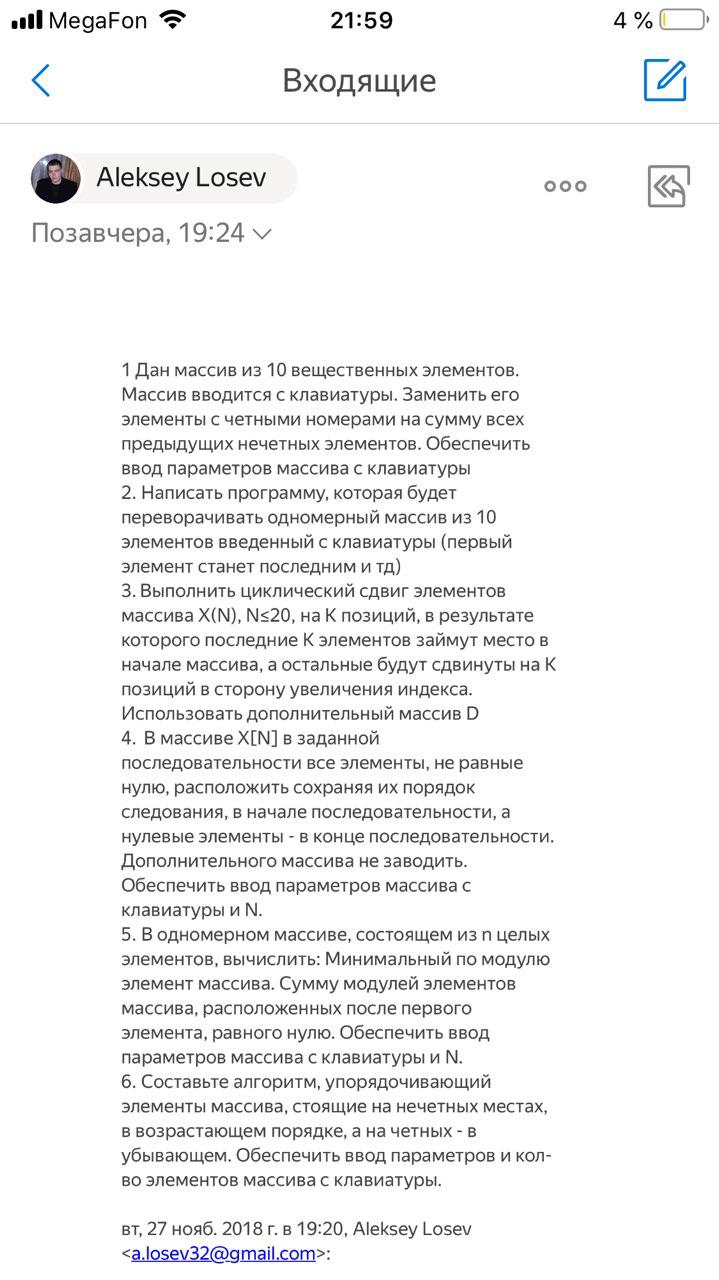 MegaFon 21:59 4 %
Входящие
Aleksey Losev
Позавчера, 19:24
1 Дан массив из 10 вещественных элементов.
Массив вводится с клавиатуры. Заменить его
элементы с четными номерами на сумму всех
предыдущих нечетных элементов. Обеспечить
ввод параметров массива с клавиатуры
2. Написать программу, которая будет
переворачивать одномерный массив из 10
элементов введенный с клавиатуры (первый
элемент станет последним и тд)
3. Выполнить циклический сдвиг элементов
массива X(N), N≤20, на K позиций, в результате
которого последние K элементов займут место в
начале массива, а остальные будут сдвинуты на K
позиций в сторону увеличения индекса.
Использовать дополнительный массив D
4. В массиве X[N] в заданной
последовательности все элементы, не равные
нулю, расположить сохраняя их порядок
следования, в начале последовательности, а
нулевые элементы - в конце последовательности.
Дополнительного массива не заводить.
Обеспечить ввод параметров массива с
клавиатуры и N.
5. В одномерном массиве, состоящем из n целых
элементов, вычислить: Минимальный по модулю
элемент массива. Сумму модулей элементов
массива, расположенных после первого
элемента, равного нулю. Обеспечить ввод
параметров массива с клавиатуры и N.
6. Составьте алгоритм, упорядочивающий
элементы массива, стоящие на нечетных местах,
в возрастающем порядке, а на четных - в
убывающем. Обеспечить ввод параметров и кол-
во элементов массива с клавиатуры.
вт, 27 нояб. 2018 г. в 19:20, Aleksey Losev
<a.losev32@gmail.com>: